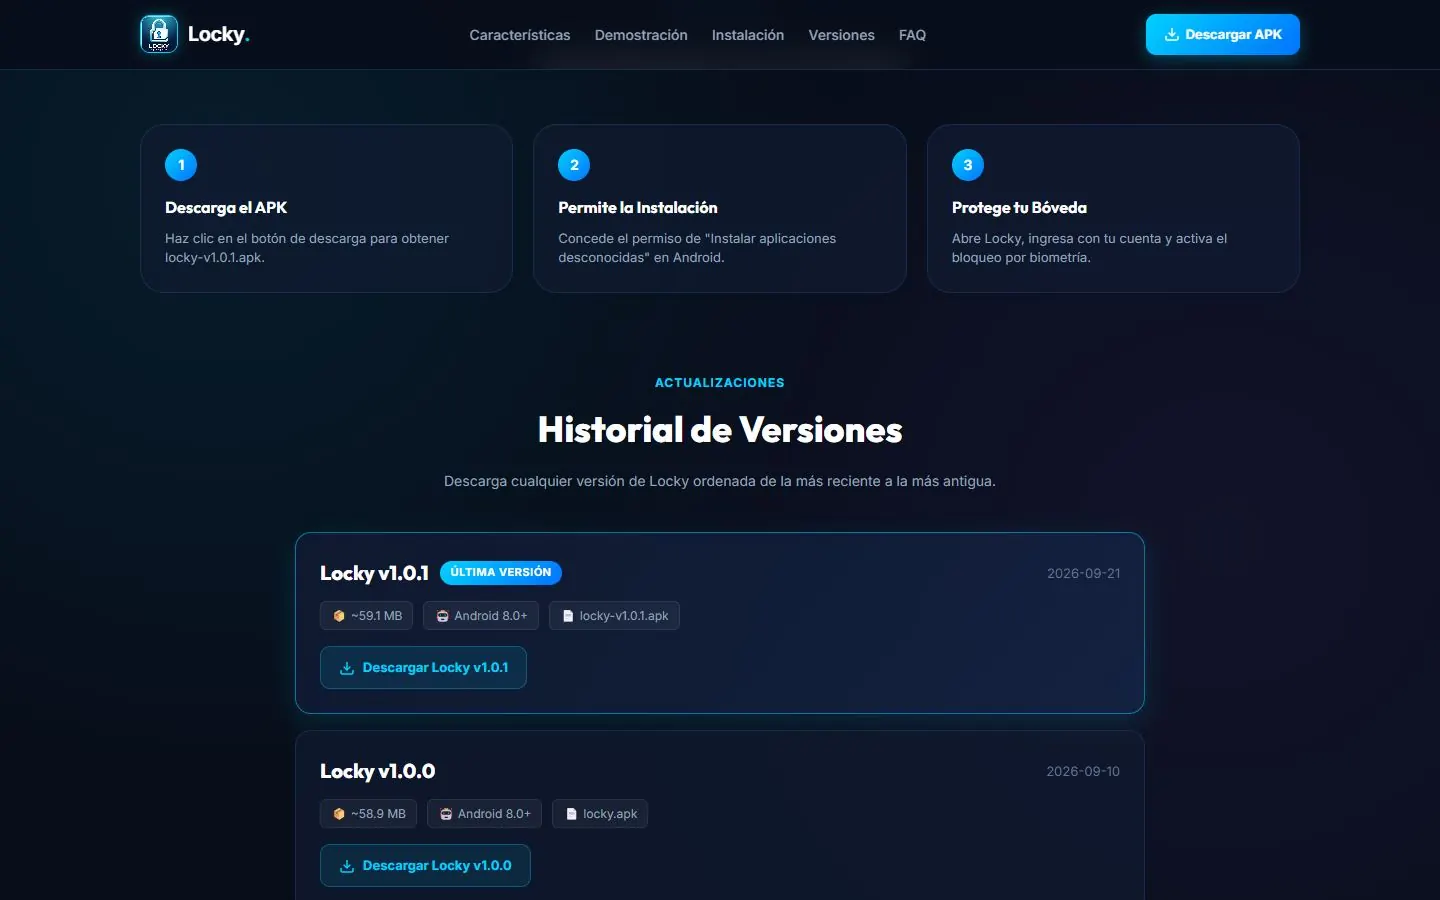 LOCKY
Locky.
Características
Demostración
Instalación
Versiones
FAQ
Descargar APK
1
Descarga el APK
Haz clic en el botón de descarga para obtener
locky-v1.0.1.apk.
2
Permite la Instalación
Concede el permiso de "Instalar aplicaciones
desconocidas" en Android.
3
Protege tu Bóveda
Abre Locky, ingresa con tu cuenta y activa el
bloqueo por biometría.
ACTUALIZACIONES
Historial de Versiones
Descarga cualquier versión de Locky ordenada de la más reciente a la más antigua.
Locky v1.0.1
ÚLTIMA VERSIÓN
2026-09-21
~59.1 MB
Android 8.0+
locky-v1.0.1.apk
Descargar Locky v1.0.1
Locky v1.0.0
2026-09-10
~58.9 MB
Android 8.0+
locky.apk
Descargar Locky v1.0.0